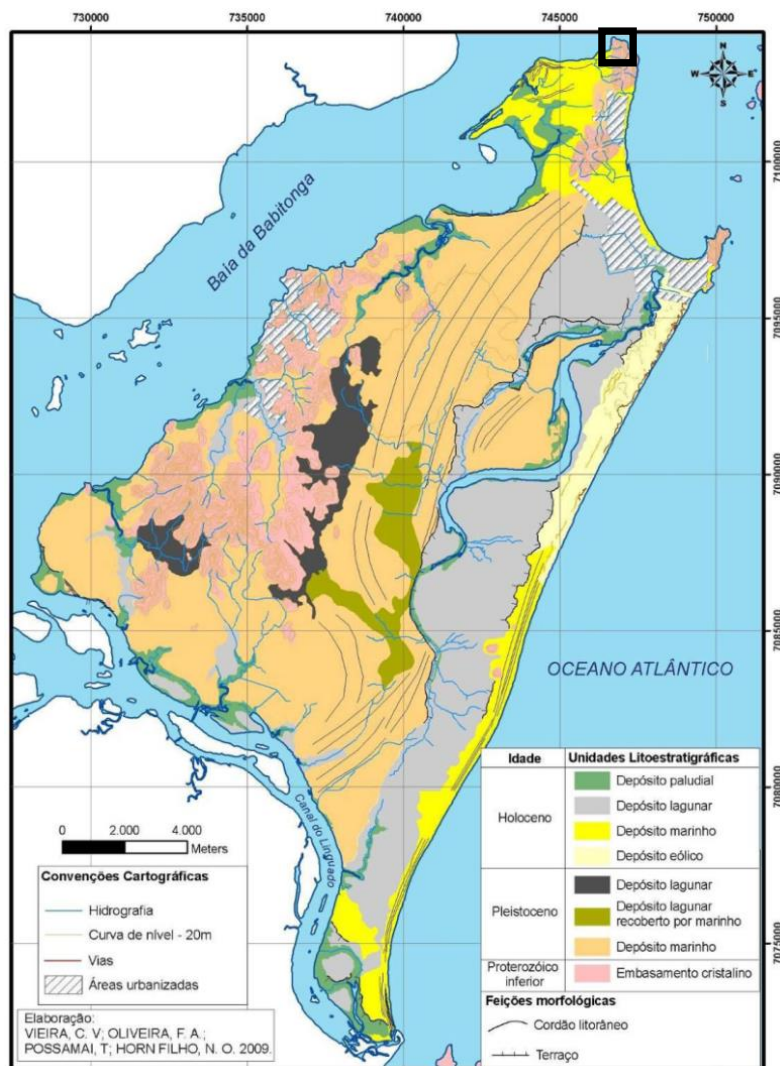 730000
735000
740000
745000
750000
N
W
E
S
7100000
Baía da Babitonga
7095000
7090000
7085000
OCEANO ATLÂNTICO
Idade
Unidades Litoestratigráficas
Holoceno
Depósito paludial
Depósito lagunar
Depósito marinho
Depósito eólico
Pleistoceno
Depósito lagunar
Depósito lagunar
recoberto por marinho
Depósito marinho
Proterozóico
inferior
Embasamento cristalino
Feições morfológicas
Cordão litorâneo
Terraço
7080000
7075000
Canal do Linguado
0
2.000
4.000
Meters
Convenções Cartográficas
Hidrografia
Curva de nível - 20m
Vias
Áreas urbanizadas
Elaboração:
VIEIRA, C. V; OLIVEIRA, F. A.;
POSSAMAI, T; HORN FILHO, N. O. 2009.